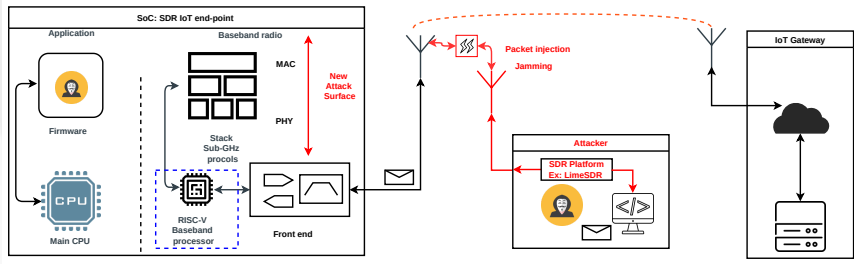 SoC: SDR IoT end-point
Application
Baseband radio
MAC
New
Attack
Surface
PHY
Firmware
Stack
Sub-GHz
procols
CPU
Main CPU
RISC-V
Baseband
processor
Front end
Packet injection
Jamming
Attacker
SDR Platform
Ex: LimeSDR
</>
IoT Gateway